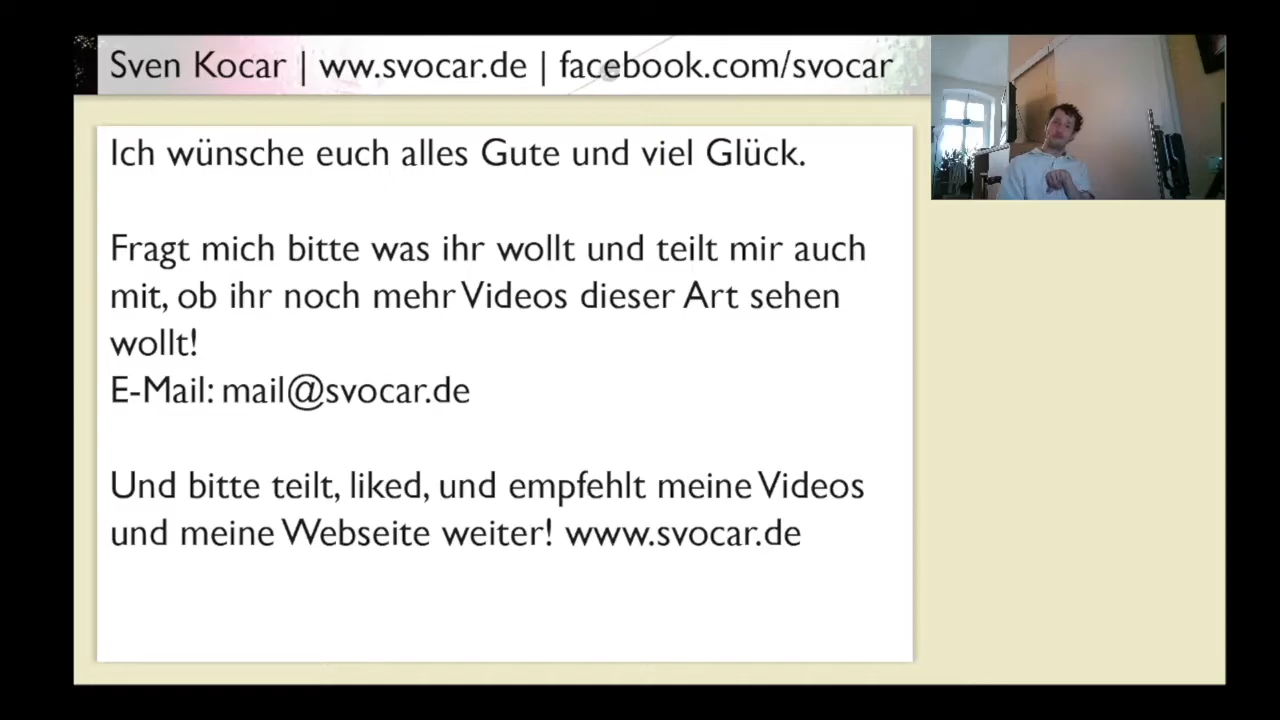 Sven Kocar | ww.svocar.de | facebook.com/svocar
Ich wünsche euch alles Gute und viel Glück.
Fragt mich bitte was ihr wollt und teilt mir auch
mit, ob ihr noch mehr Videos dieser Art sehen
wollt!
E-Mail: mail@svocar.de
Und bitte teilt, liked, und empfehlt meine Videos
und meine Webseite weiter! www.svocar.de